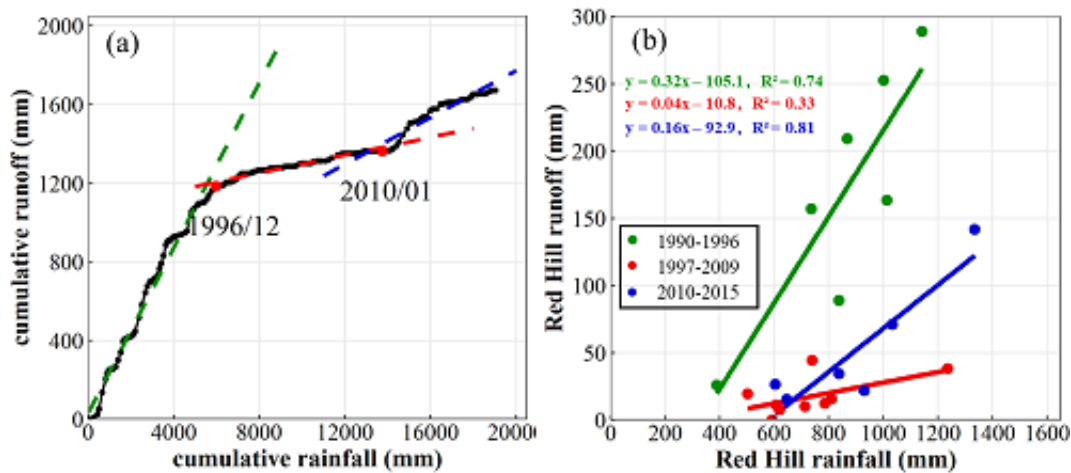 (a)
2000
1600
1200
800
400
0
0 4000 8000 12000 16000 20000
cumulative runoff (mm)
cumulative rainfall (mm)
1996/12
2010/01
(b)
300
250
200
150
100
50
0
0 200 400 600 800 1000 1200 1400 1600
Red Hill runoff (mm)
Red Hill rainfall (mm)
y = 0.32x− 105.1, R² = 0.74
y = 0.04x− 10.8, R² = 0.33
y = 0.16x− 92.9, R² = 0.81
1990-1996
1997-2009
2010-2015